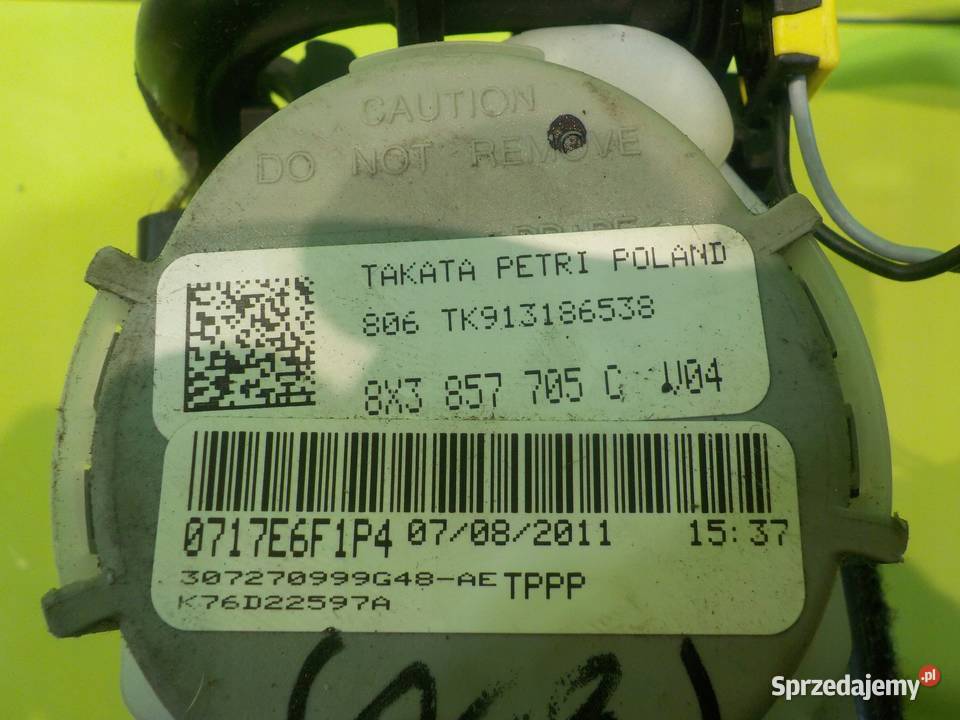 CAUTION
DO NOT REMOVE
TAKATA PETRI POLAND
806 TK913186538
8X3 857 705 C V04
0717E6F1P4 07/08/2011 15:37
307270999G48-AE TPPP
K76D22597A
Sprzedajemy.pl